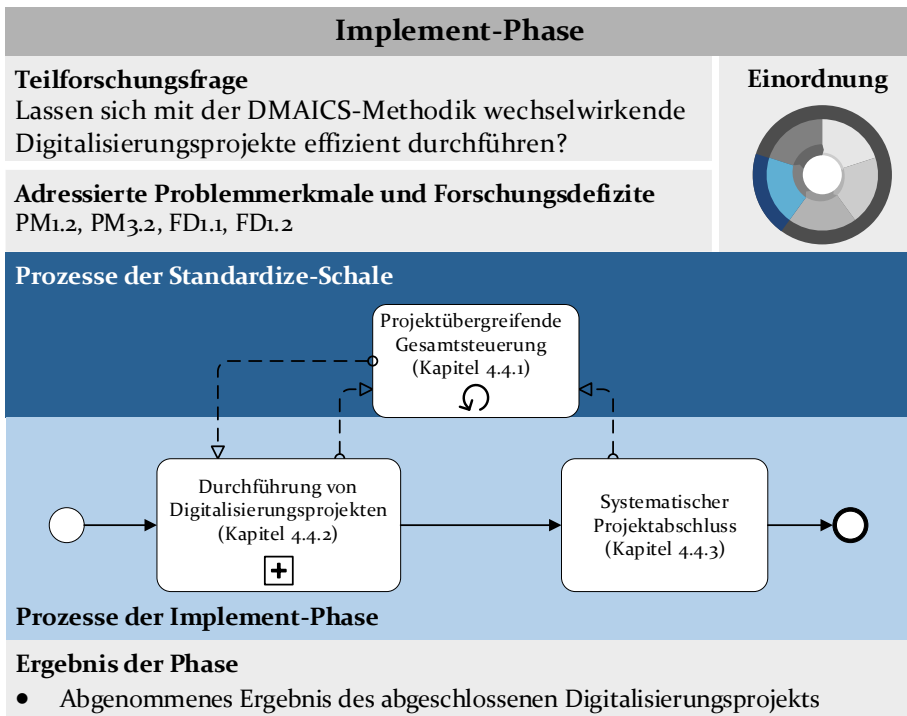 Implement-Phase
Teilforschungsfrage
Lassen sich mit der DMAICS-Methodik wechselwirkende
Digitalisierungsprojekte effizient durchführen?
Einordnung
Adressierte Problemmerkmale und Forschungsdefizite
PM1.2, PM3.2, FD1.1, FD1.2
Prozesse der Standardize-Schale
Projektübergreifende
Gesamtsteuerung
(Kapitel 4.4.1)
Durchführung von
Digitalisierungsprojekten
(Kapitel 4.4.2)
Systematischer
Projektabschluss
(Kapitel 4.4.3)
Prozesse der Implement-Phase
Ergebnis der Phase
• Abgenommenes Ergebnis des abgeschlossenen Digitalisierungsprojekts